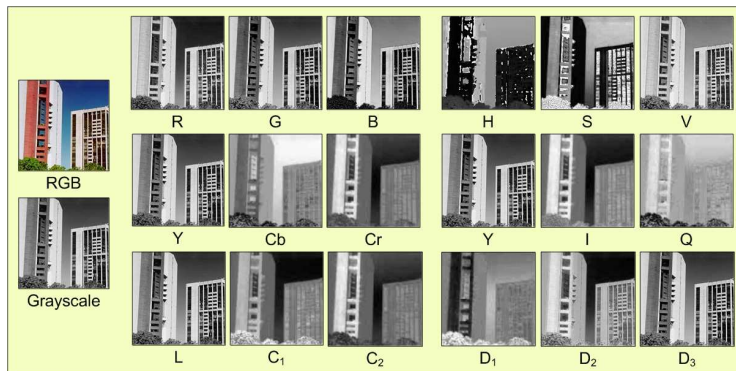 R G B H S V
RGB
Y Cb Cr Y I Q
Grayscale
L C₁ C₂ D₁ D₂ D₃